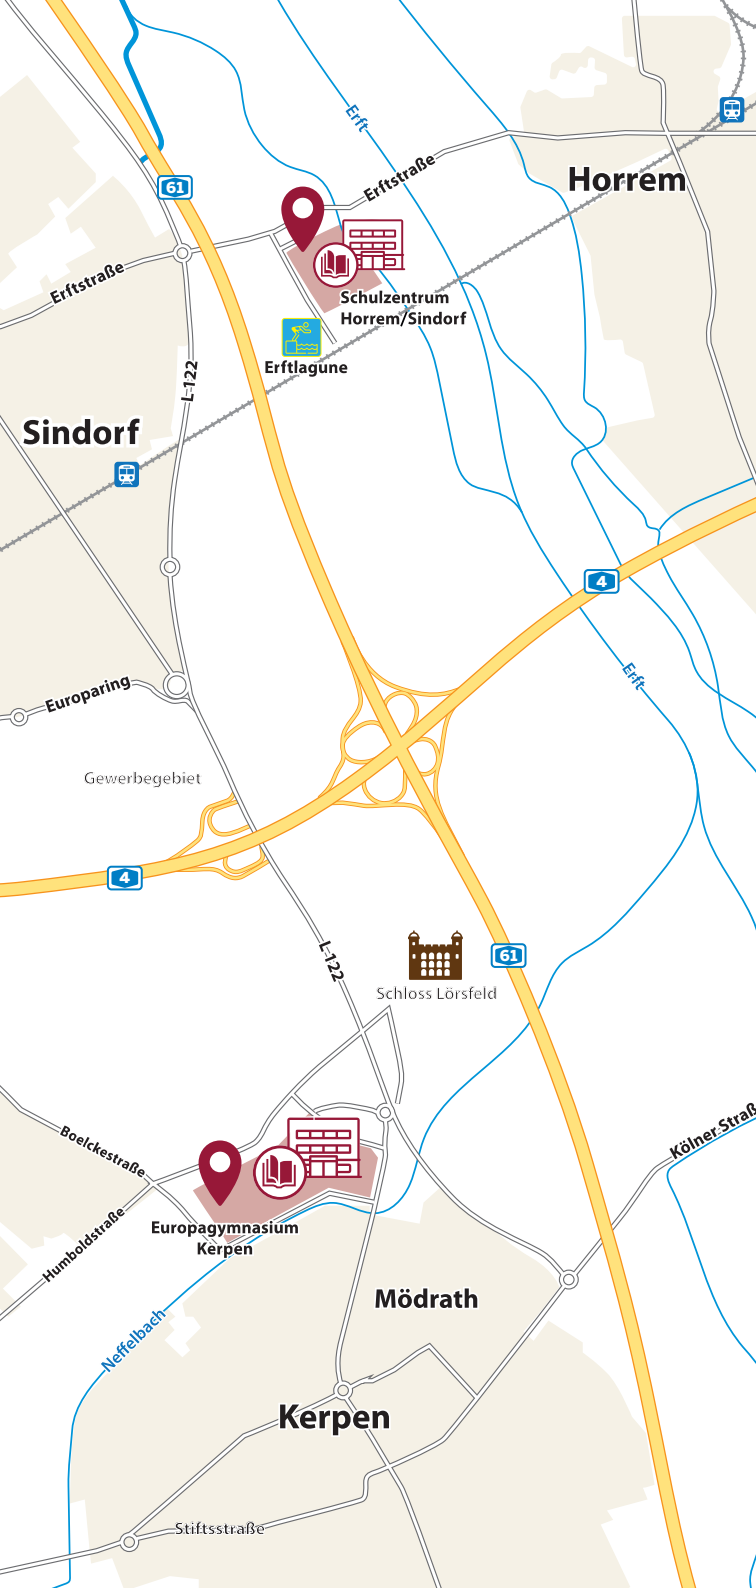 Erft
Erftstraße
Horrem
61
Erftstraße
Schulzentrum
Horrem/Sindorf
Erftlagune
L 122
Sindorf
4
Erft
Europaring
Gewerbegebiet
4
L 122
61
Schloss Lörsfeld
Kölner Straß
Boelckestraße
Humboldtstraße
Europagymnasium
Kerpen
Mödrath
Neffelbach
Kerpen
Stiftsstraße